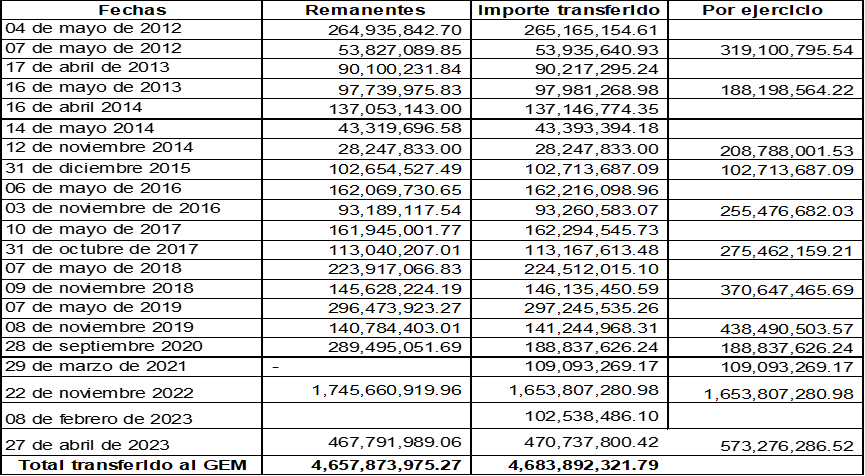 Fechas Remanentes Importe transferido Por ejercicio
04 de mayo de 2012 264,935,842.70 265,165,154.61
07 de mayo de 2012 53,827,089.85 53,935,640.93 319,100,795.54
17 de abril de 2013 90,100,231.84 90,217,295.24
16 de mayo de 2013 97,739,975.83 97,981,268.98 188,198,564.22
16 de abril 2014 137,053,143.00 137,146,774.35
14 de mayo 2014 43,319,696.58 43,393,394.18
12 de noviembre 2014 28,247,833.00 28,247,833.00 208,788,001.53
31 de diciembre 2015 102,654,527.49 102,713,687.09 102,713,687.09
06 de mayo de 2016 162,069,730.65 162,216,098.96
03 de noviembre de 2016 93,189,117.54 93,260,583.07 255,476,682.03
10 de mayo de 2017 161,945,001.77 162,294,545.73
31 de octubre de 2017 113,040,207.01 113,167,613.48 275,462,159.21
07 de mayo de 2018 223,917,066.83 224,512,015.10
09 de noviembre de 2018 145,628,224.19 146,135,450.59 370,647,465.69
07 de mayo de 2019 296,473,923.27 297,245,535.26
08 de noviembre 2019 140,784,403.01 141,244,968.31 438,490,503.57
28 de septiembre 2020 289,495,051.69 188,837,626.24 188,837,626.24
29 de marzo de 2021 - 109,093,269.17 109,093,269.17
22 de noviembre 2022 1,745,660,919.96 1,653,807,280.98 1,653,807,280.98
08 de febrero de 2023 102,538,486.10
27 de abril de 2023 467,791,989.06 470,737,800.42 573,276,286.52
Total transferido al GEM 4,657,873,975.27 4,683,892,321.79